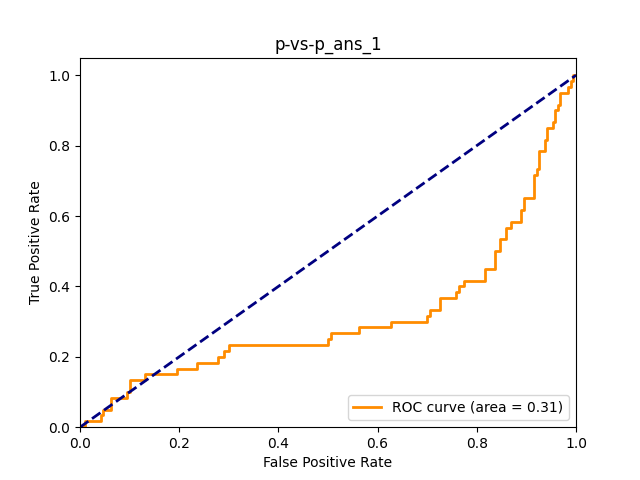 p-vs-p_ans_1
True Positive Rate
1.0
0.8
0.6
0.4
0.2
0.0
ROC curve (area = 0.31)
0.0 0.2 0.4 0.6 0.8 1.0
False Positive Rate